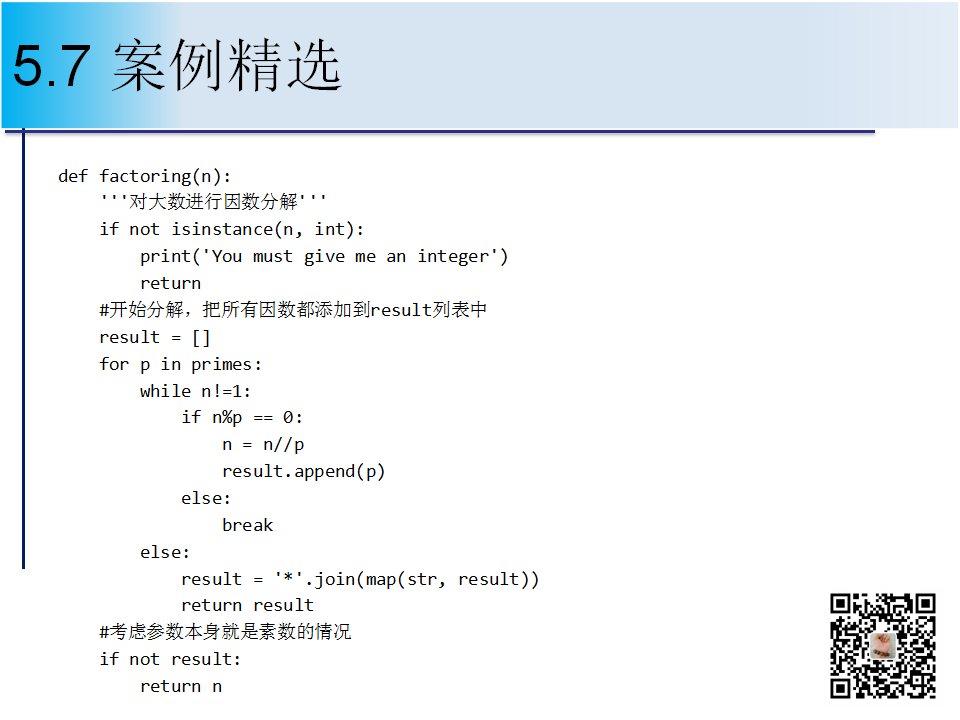 5.7 案例精选
def factoring(n):
    '''对大数进行因数分解'''
    if not isinstance(n, int):
        print('You must give me an integer')
        return
    #开始分解，把所有因数都添加到result列表中
    result = []
    for p in primes:
        while n!=1:
            if n%p == 0:
                n = n//p
                result.append(p)
            else:
                break
        else:
            result = '*'.join(map(str, result))
            return result
    #考虑参数本身就是素数的情况
    if not result:
        return n